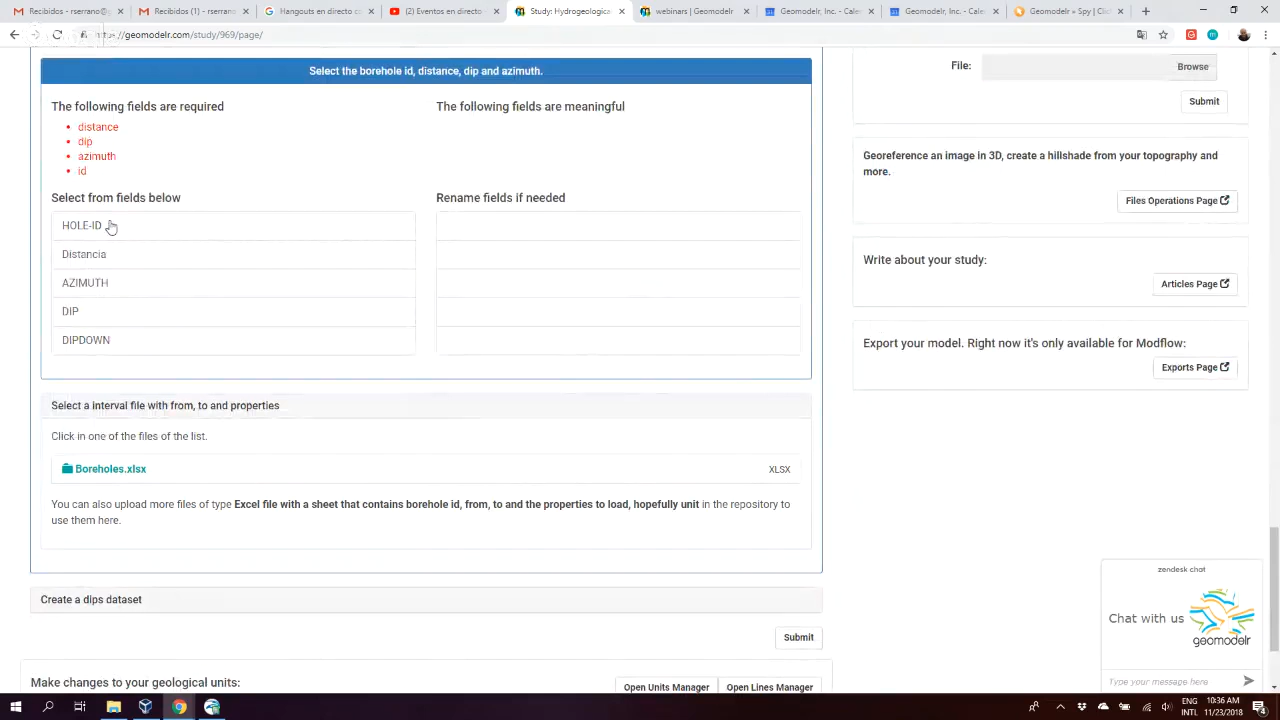 Recibidos - rserrano@
Recibidos (1) - rserran
Hangouts en directo c
Eventos en directo
Study: Hydrogeological
webinars | Geomodelr
Geomodelr, Inc. - Cale
Geomodelr, Inc. - Cal
Geomodelr « Spy | Clic
https://geomodelr.com/study/969/page/
Select the borehole id, distance, dip and azimuth.
The following fields are required
distance
dip
azimuth
id
The following fields are meaningful
Select from fields below
HOLE-ID
Distancia
AZIMUTH
DIP
DIPDOWN
Rename fields if needed
Select a interval file with from, to and properties
Click in one of the files of the list.
Boreholes.xlsx XLSX
You can also upload more files of type Excel file with a sheet that contains borehole id, from, to and the properties to load, hopefully unit in the repository to
use them here.
Create a dips dataset
Submit
Make changes to your geological units:
Open Units Manager Open Lines Manager
File: Browse
Submit
Georeference an image in 3D, create a hillshade from your topography and
more.
Files Operations Page
Write about your study:
Articles Page
Export your model. Right now it's only available for Modflow:
Exports Page
zendesk chat
Chat with us
geomodelr
Type your message here
ENG
INTL
10:36 AM
11/23/2018
4